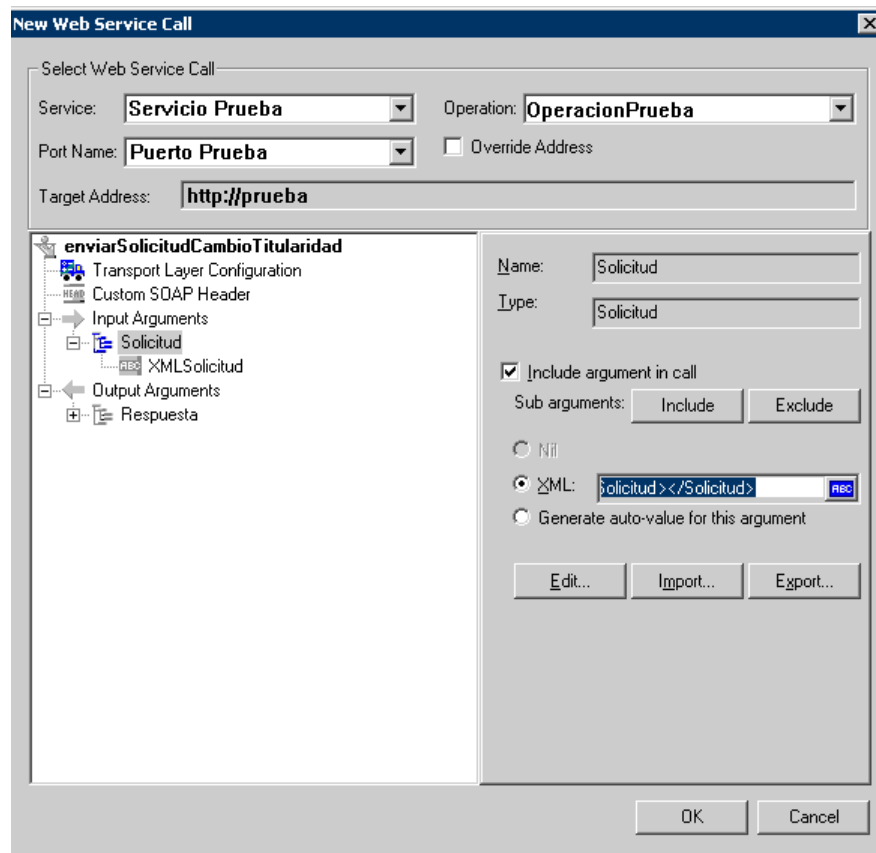 New Web Service Call
Select Web Service Call
Service: Servicio Prueba Operation: OperacionPrueba
Port Name: Puerto Prueba Override Address
Target Address: http://prueba
enviarSolicitudCambioTitularidad
Transport Layer Configuration
HEAD Custom SOAP Header
Input Arguments
Solicitud
ABC XMLSolicitud
Output Arguments
Respuesta
Name: Solicitud
Type: Solicitud
Include argument in call
Sub arguments: Include Exclude
Nil
XML: Solicitud></Solicitud> ABC
Generate auto-value for this argument
Edit... Import... Export...
OK Cancel